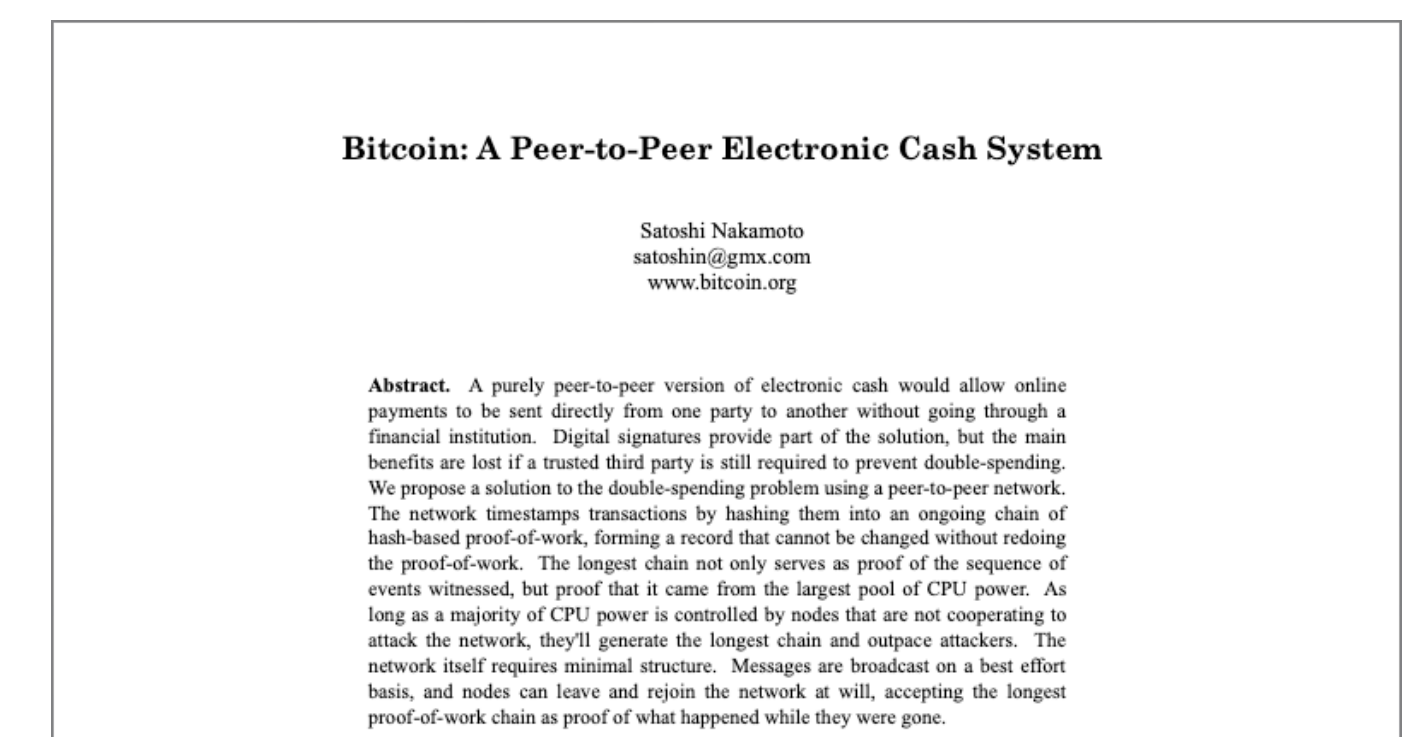 Bitcoin: A Peer-to-Peer Electronic Cash System
Satoshi Nakamoto
satoshin@gmx.com
www.bitcoin.org
Abstract. A purely peer-to-peer version of electronic cash would allow online
payments to be sent directly from one party to another without going through a
financial institution. Digital signatures provide part of the solution, but the main
benefits are lost if a trusted third party is still required to prevent double-spending.
We propose a solution to the double-spending problem using a peer-to-peer network.
The network timestamps transactions by hashing them into an ongoing chain of
hash-based proof-of-work, forming a record that cannot be changed without redoing
the proof-of-work. The longest chain not only serves as proof of the sequence of
events witnessed, but proof that it came from the largest pool of CPU power. As
long as a majority of CPU power is controlled by nodes that are not cooperating to
attack the network, they'll generate the longest chain and outpace attackers. The
network itself requires minimal structure. Messages are broadcast on a best effort
basis, and nodes can leave and rejoin the network at will, accepting the longest
proof-of-work chain as proof of what happened while they were gone.